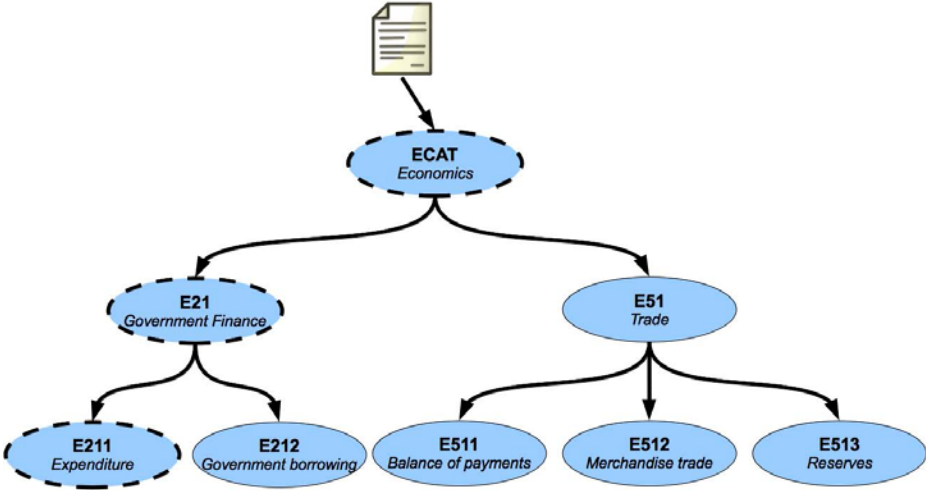 ECAT
Economics
E21
Government Finance
E51
Trade
E211
Expenditure
E212
Government borrowing
E511
Balance of payments
E512
Merchandise trade
E513
Reserves